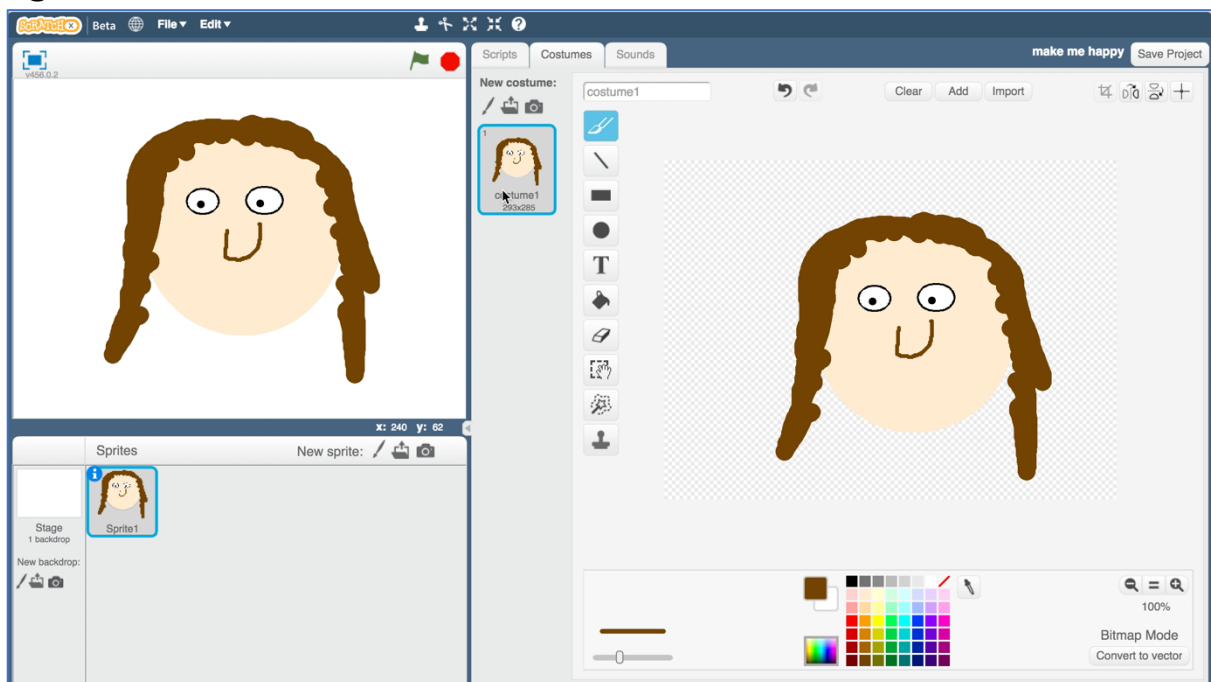 SCRATCHX Beta File Edit
v456.0.2
Scripts Costumes Sounds
make me happy Save Project
New costume:
1
costume1
293x285
costume1 Clear Add Import
T
x: 240 y: 62
Sprites New sprite:
Stage
1 backdrop
New backdrop:
Sprite1
100%
Bitmap Mode
Convert to vector